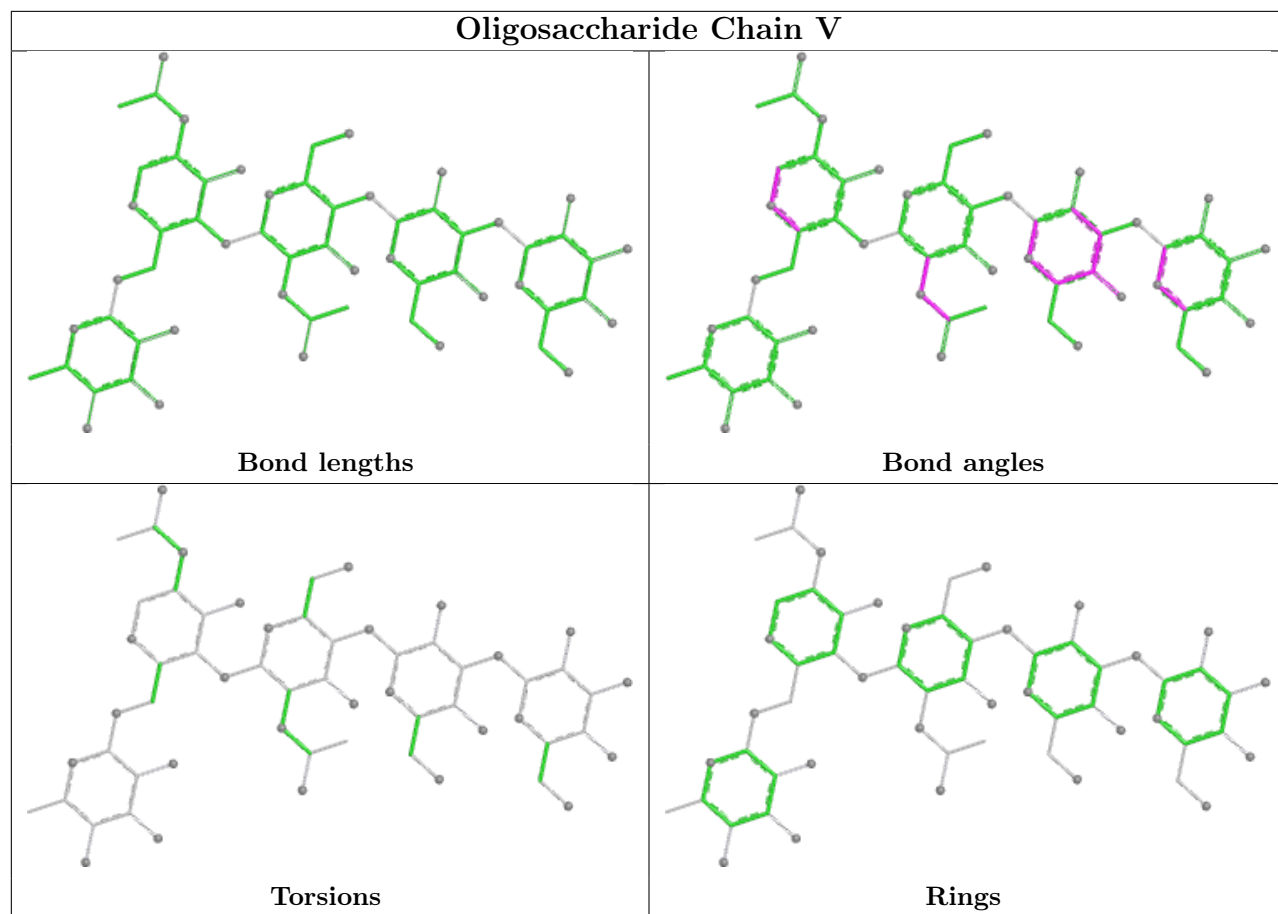 Oligosaccharide Chain V
Bond lengths
Bond angles
Torsions
Rings